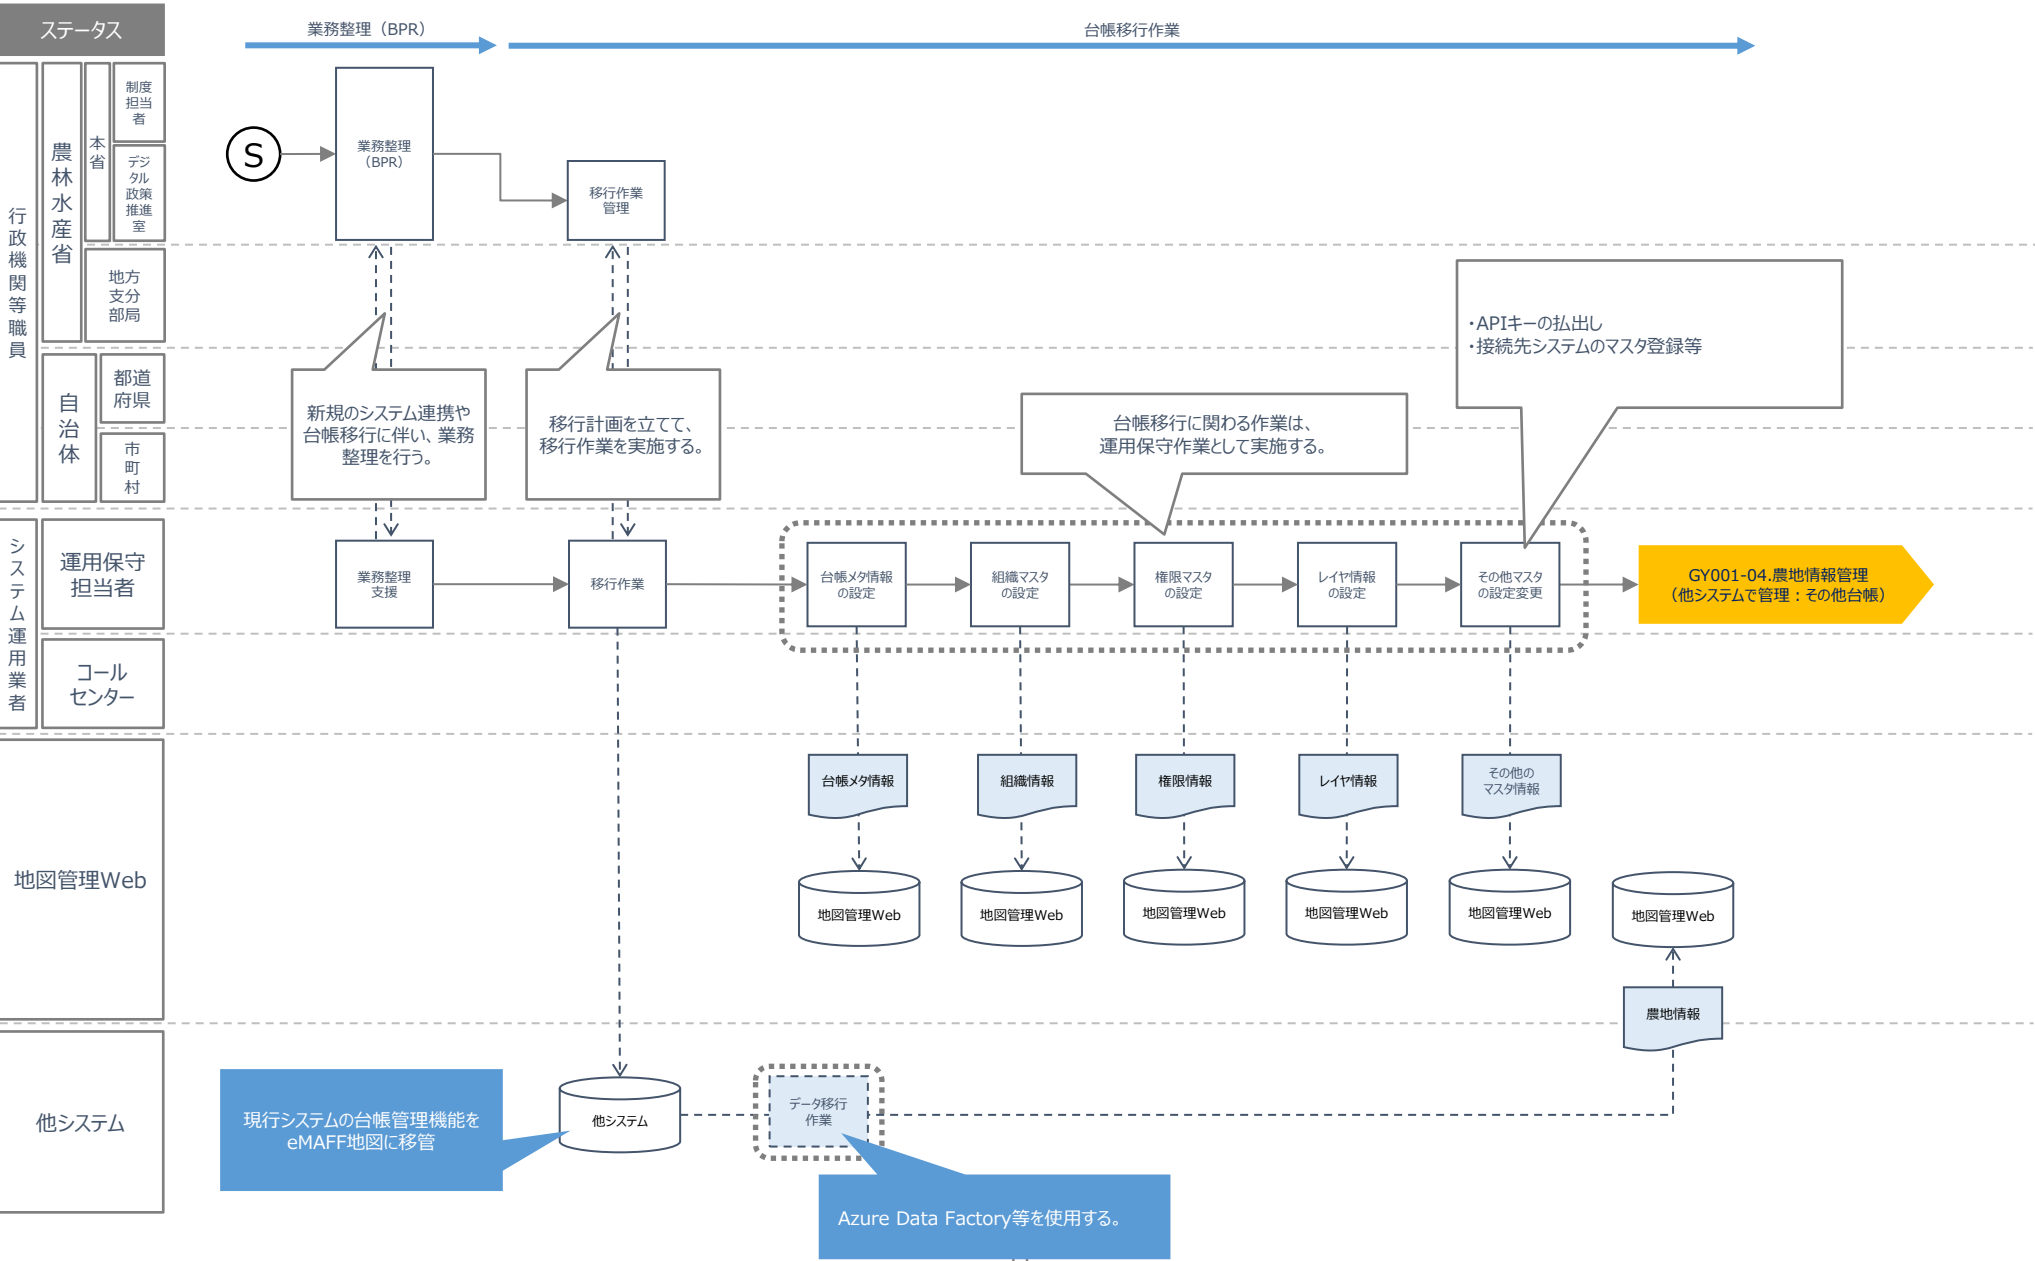 ステータス
業務整理（BPR）
台帳移行作業
行政機関等職員
農林水産省
本省
制度
担当
者
デジ
タル
政策
推進
室
地方
支分
部局
自治体
都道
府県
市
町
村
S
業務整理
（BPR）
移行作業
管理
・APIキーの払出し
・接続先システムのマスタ登録等
新規のシステム連携や
台帳移行に伴い、業務
整理を行う。
移行計画を立てて、
移行作業を実施する。
台帳移行に関わる作業は、
運用保守作業として実施する。
システム運用業者
運用保守
担当者
業務整理
支援
移行作業
台帳メタ情報
の設定
組織マスタ
の設定
権限マスタ
の設定
レイヤ情報
の設定
その他マスタ
の設定変更
GY001-04.農地情報管理
（他システムで管理：その他台帳）
コール
センター
地図管理Web
台帳メタ情報
組織情報
権限情報
レイヤ情報
その他の
マスタ情報
地図管理Web
地図管理Web
地図管理Web
地図管理Web
地図管理Web
地図管理Web
農地情報
他システム
現行システムの台帳管理機能を
eMAFF地図に移管
他システム
データ移行
作業
Azure Data Factory等を使用する。